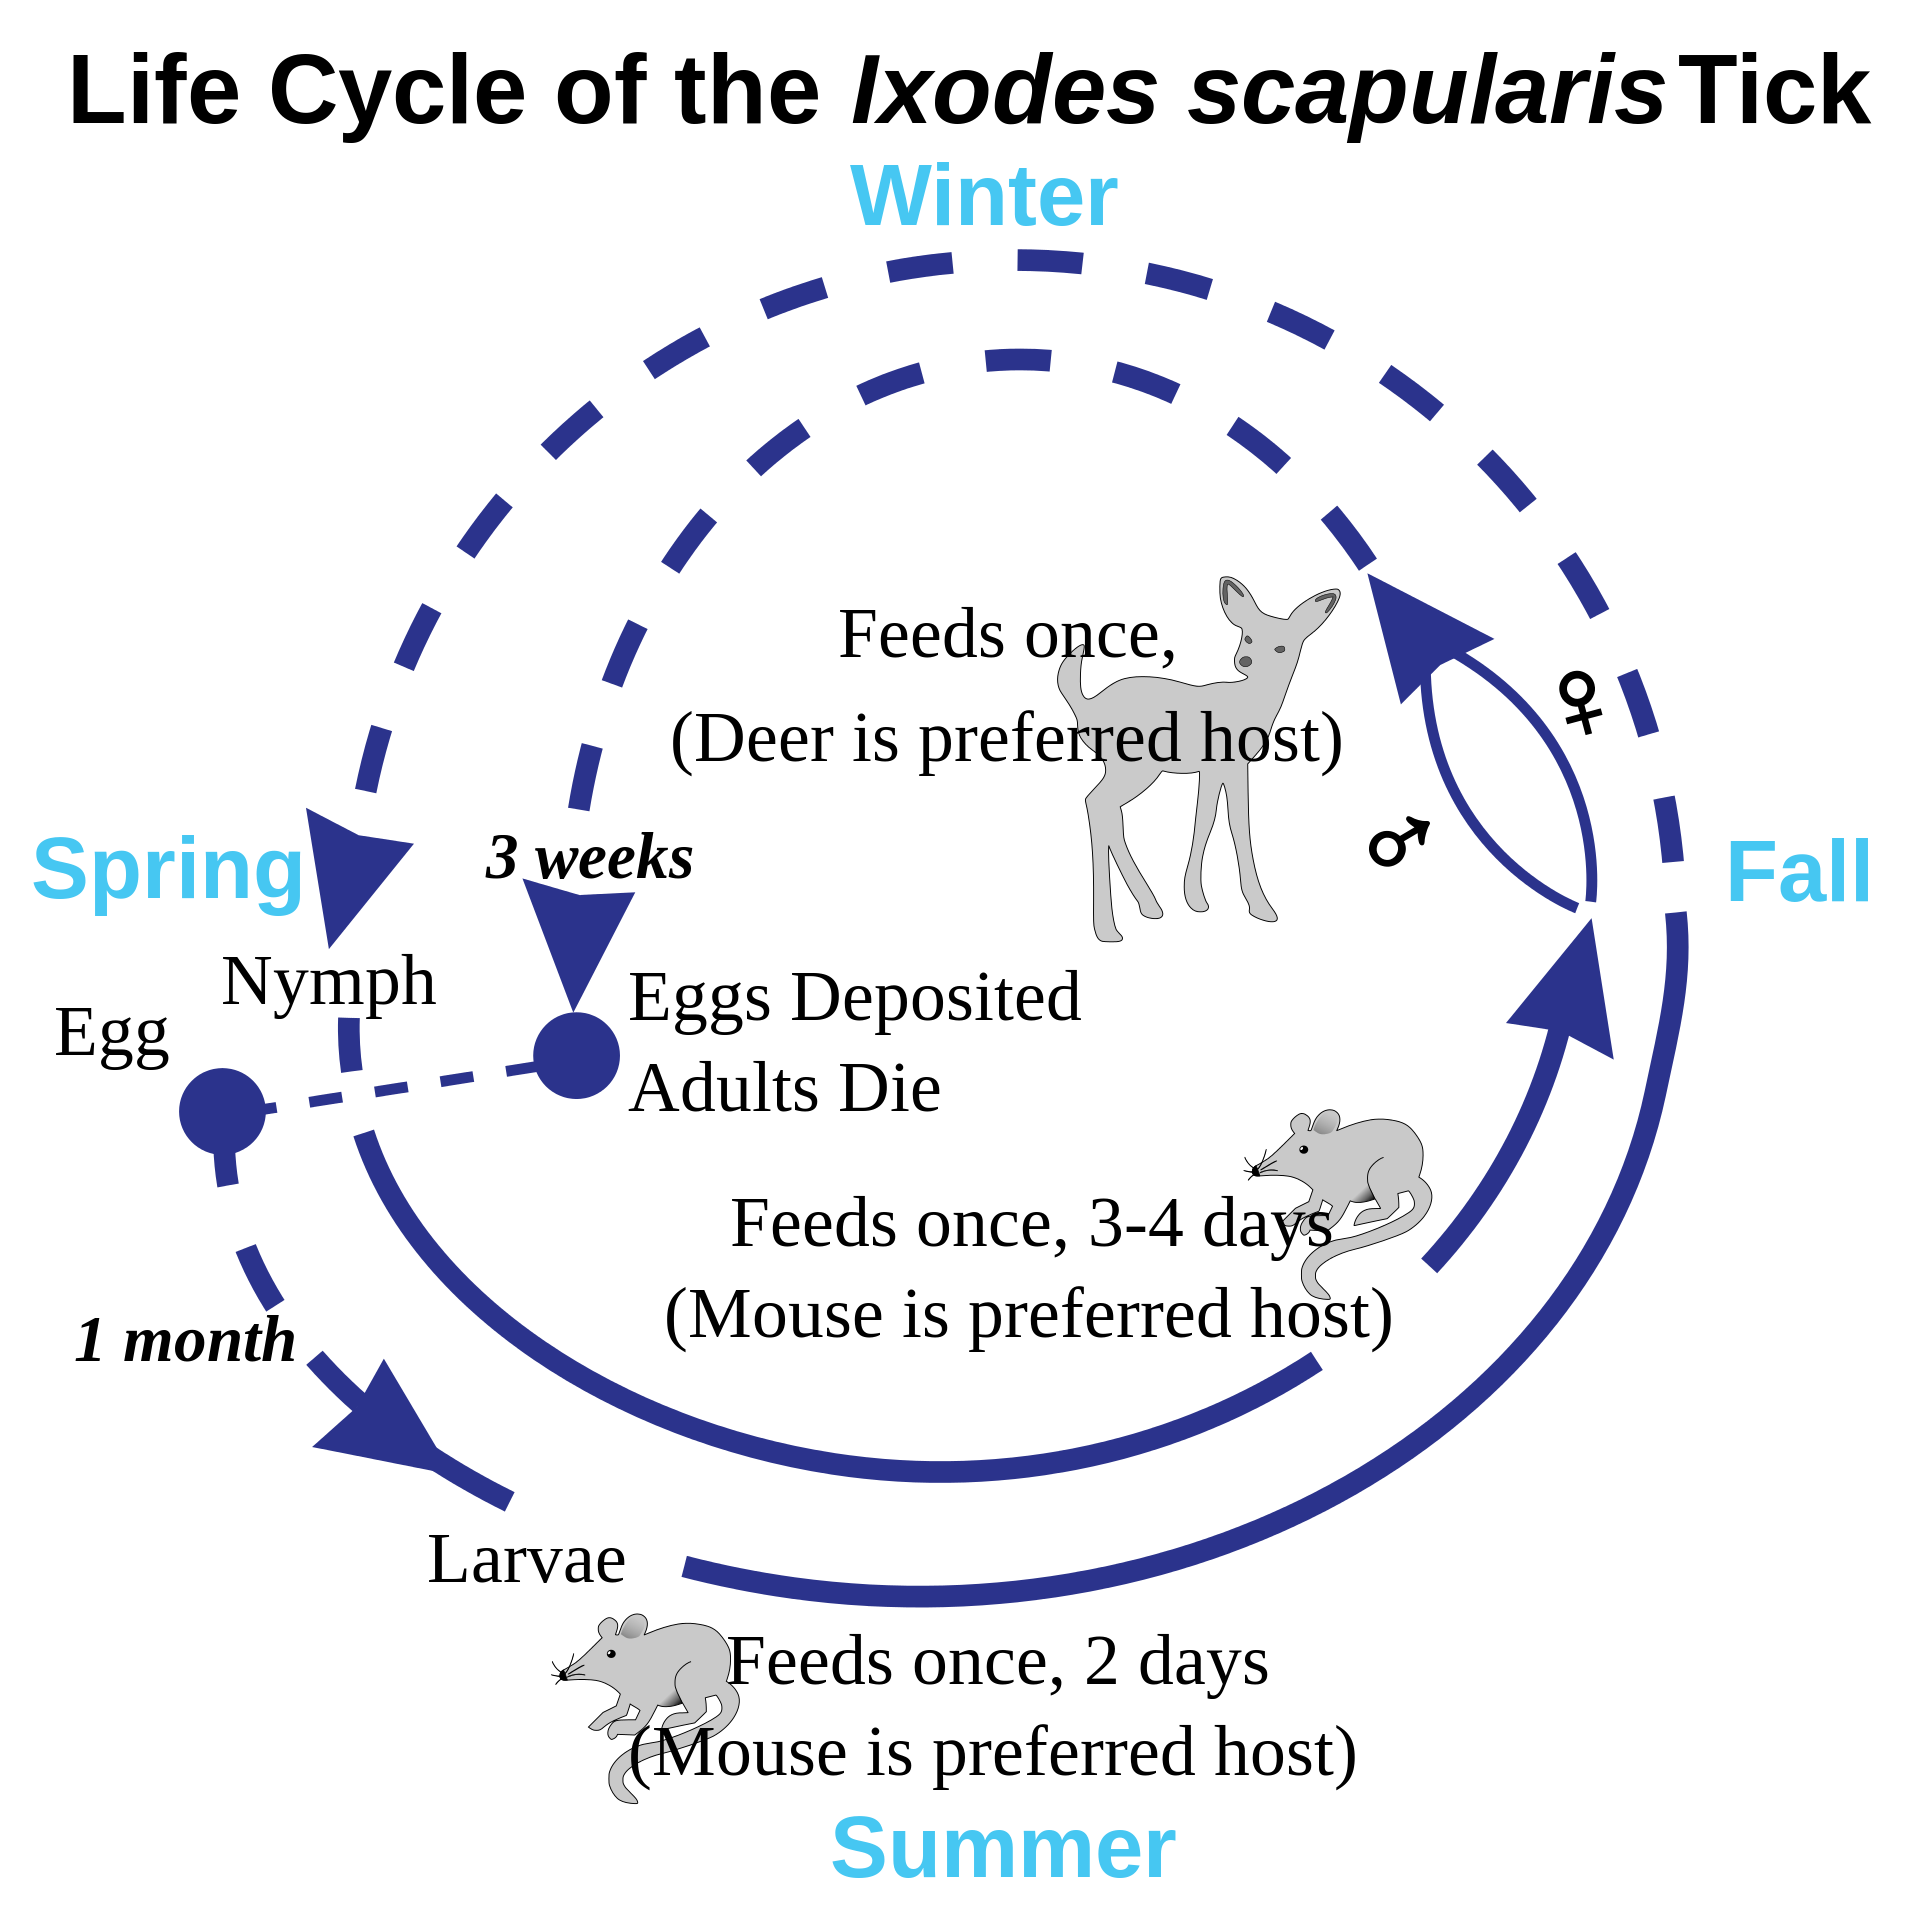 Life Cycle of the Ixodes scapularis Tick
Winter
Feeds once,
(Deer is preferred host)
♀
♂
Spring
3 weeks
Fall
Nymph
Egg
Eggs Deposited
Adults Die
Feeds once, 3-4 days
(Mouse is preferred host)
1 month
Larvae
Feeds once, 2 days
(Mouse is preferred host)
Summer